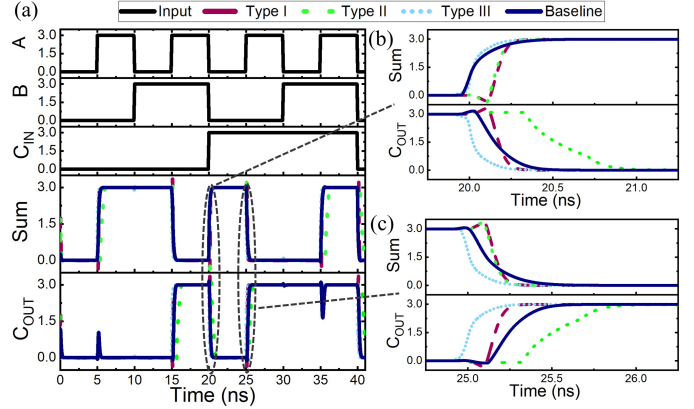 (a) Input Type I Type II Type III Baseline
A 3.0 1.5 0.0
B 3.0 1.5 0.0
C_IN 3.0 1.5 0.0
Sum 3.0 1.5 0.0
C_OUT 3.0 1.5 0.0
0 5 10 15 20 25 30 35 40
Time (ns)
(b)
Sum 3.0 1.5 0.0
C_OUT 3.0 1.5 0.0
20.0 20.4 20.8 21.2
Time (ns)
(c)
Sum 3.0 1.5 0.0
C_OUT 3.0 1.5 0.0
25.0 25.5 26.0
Time (ns)